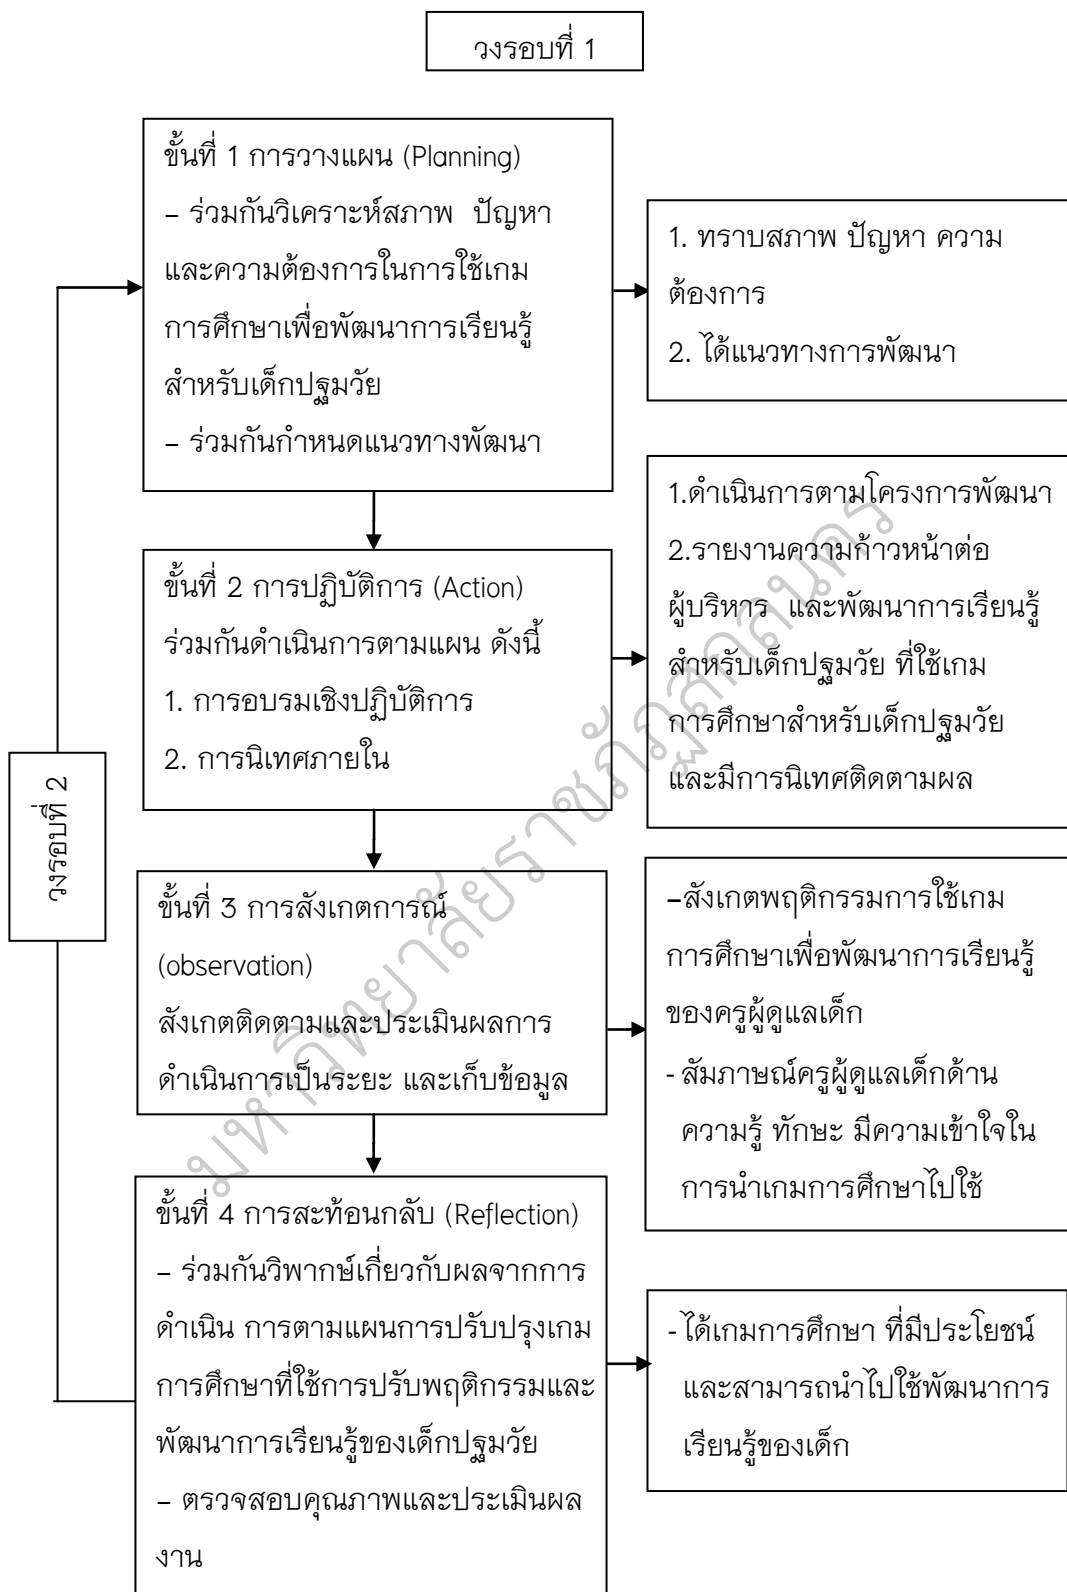 วงรอบที่ 1
ขั้นที่ 1 การวางแผน (Planning)
– ร่วมกันวิเคราะห์สภาพ ปัญหา
และความต้องการในการใช้เกม
การศึกษาเพื่อพัฒนาการเรียนรู้
สำหรับเด็กปฐมวัย
– ร่วมกันกำหนดแนวทางพัฒนา
1. ทราบสภาพ ปัญหา ความ
ต้องการ
2. ได้แนวทางการพัฒนา
ขั้นที่ 2 การปฏิบัติการ (Action)
ร่วมกันดำเนินการตามแผน ดังนี้
1. การอบรมเชิงปฏิบัติการ
2. การนิเทศภายใน
1.ดำเนินการตามโครงการพัฒนา
2.รายงานความก้าวหน้าต่อ
ผู้บริหาร และพัฒนาการเรียนรู้
สำหรับเด็กปฐมวัย ที่ใช้เกม
การศึกษาสำหรับเด็กปฐมวัย
และมีการนิเทศติดตามผล
วงรอบที่ 2
ขั้นที่ 3 การสังเกตการณ์
(observation)
สังเกตติดตามและประเมินผลการ
ดำเนินการเป็นระยะ และเก็บข้อมูล
–สังเกตพฤติกรรมการใช้เกม
การศึกษาเพื่อพัฒนาการเรียนรู้
ของครูผู้ดูแลเด็ก
- สัมภาษณ์ครูผู้ดูแลเด็กด้าน
ความรู้ ทักษะ มีความเข้าใจใน
การนำเกมการศึกษาไปใช้
ขั้นที่ 4 การสะท้อนกลับ (Reflection)
– ร่วมกันวิพากษ์เกี่ยวกับผลจากการ
ดำเนิน การตามแผนการปรับปรุงเกม
การศึกษาที่ใช้การปรับพฤติกรรมและ
พัฒนาการเรียนรู้ของเด็กปฐมวัย
– ตรวจสอบคุณภาพและประเมินผล
งาน
- ได้เกมการศึกษา ที่มีประโยชน์
และสามารถนำไปใช้พัฒนาการ
เรียนรู้ของเด็ก
มหาวิทยาลัยราชภัฏสกลนคร